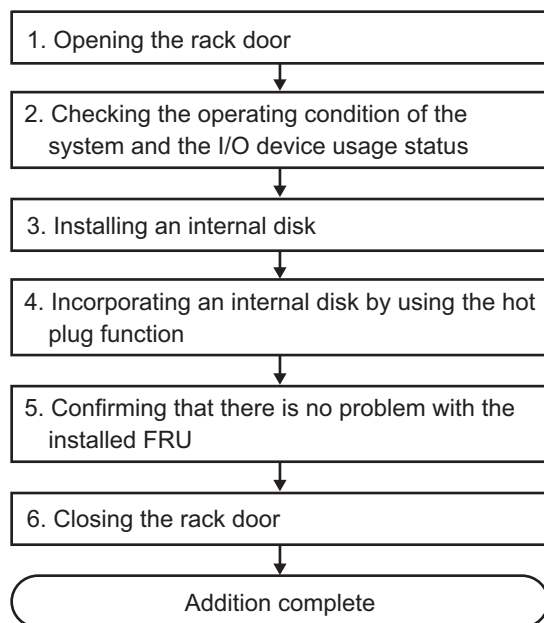 1. Opening the rack door
2. Checking the operating condition of the
system and the I/O device usage status
3. Installing an internal disk
4. Incorporating an internal disk by using the hot
plug function
5. Confirming that there is no problem with the
installed FRU
6. Closing the rack door
Addition complete